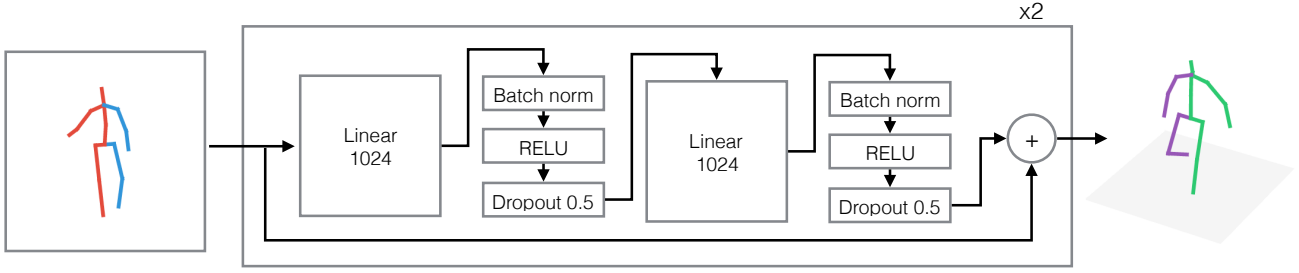 x2
Linear
1024
Batch norm
RELU
Dropout 0.5
Linear
1024
Batch norm
RELU
Dropout 0.5
+